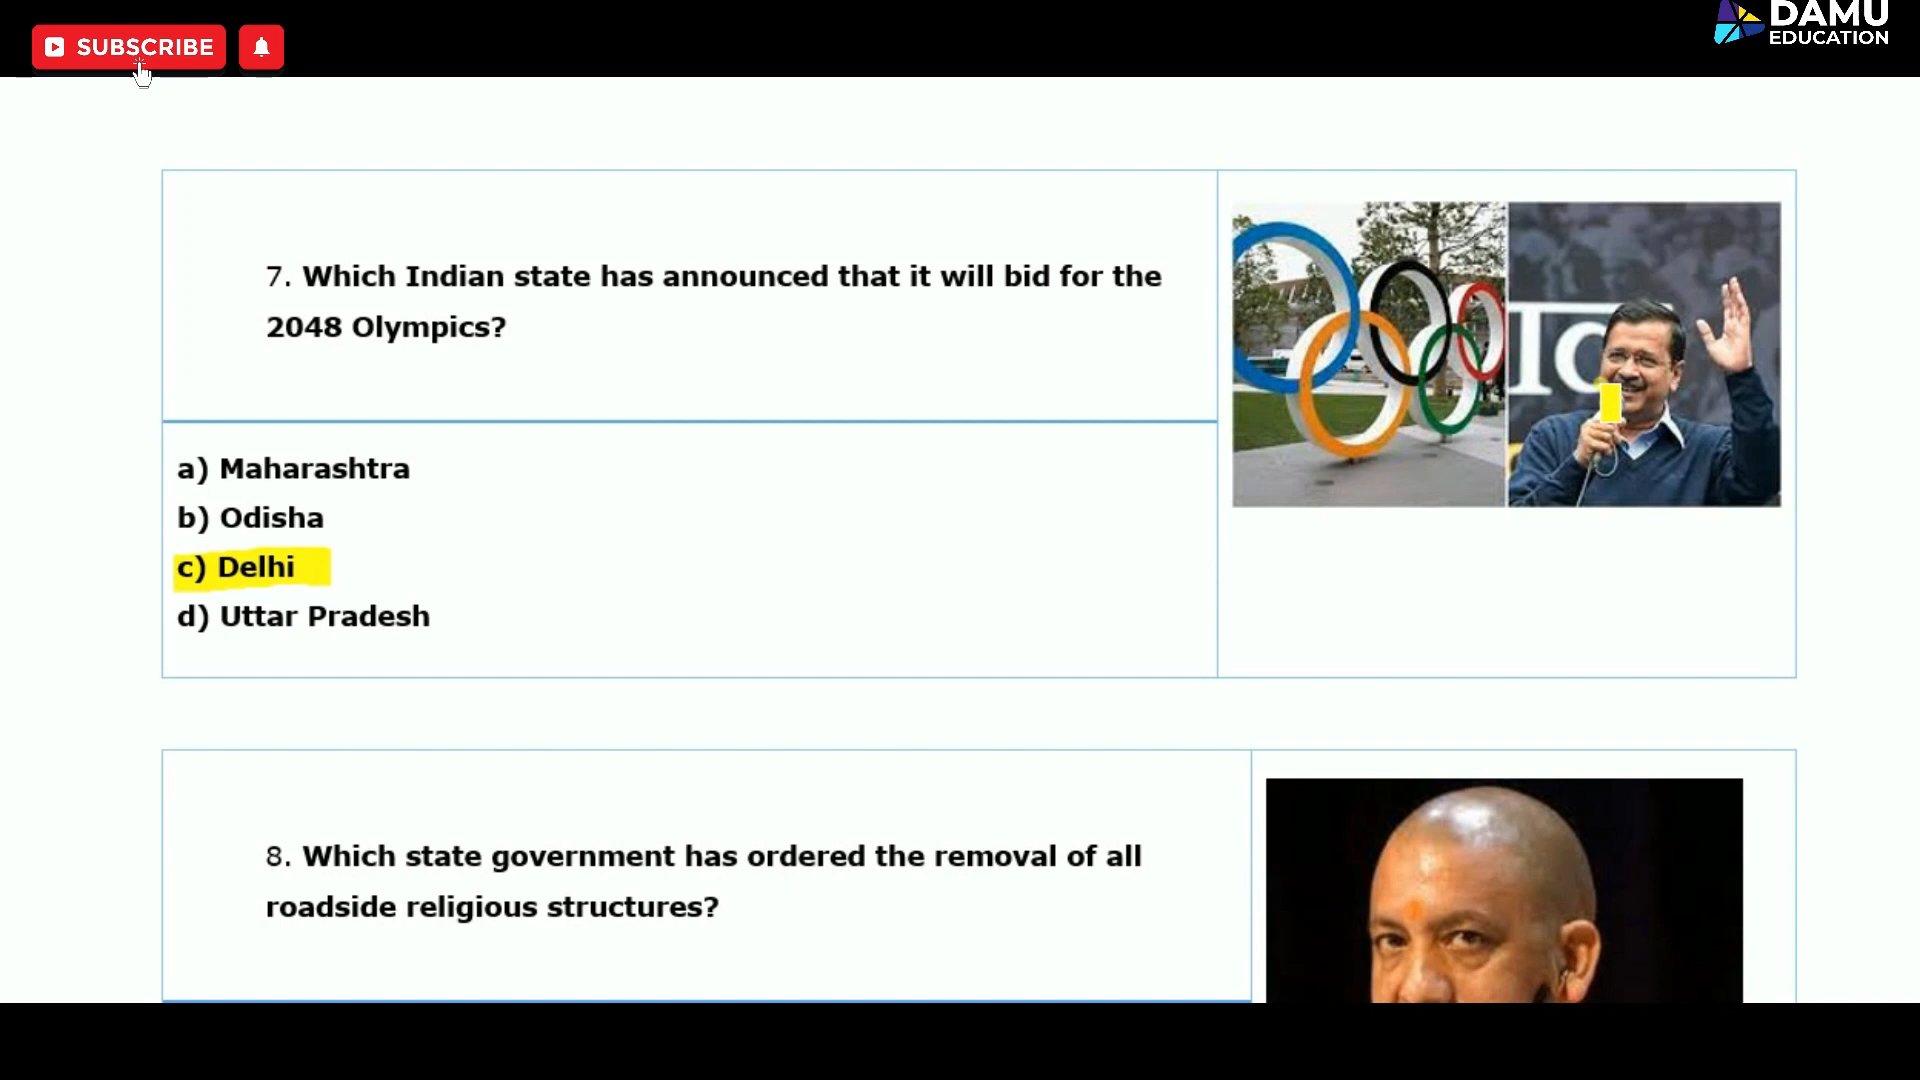 SUBSCRIBE
DAMU
EDUCATION
7. Which Indian state has announced that it will bid for the
2048 Olympics?
a) Maharashtra
b) Odisha
c) Delhi
d) Uttar Pradesh
8. Which state government has ordered the removal of all
roadside religious structures?